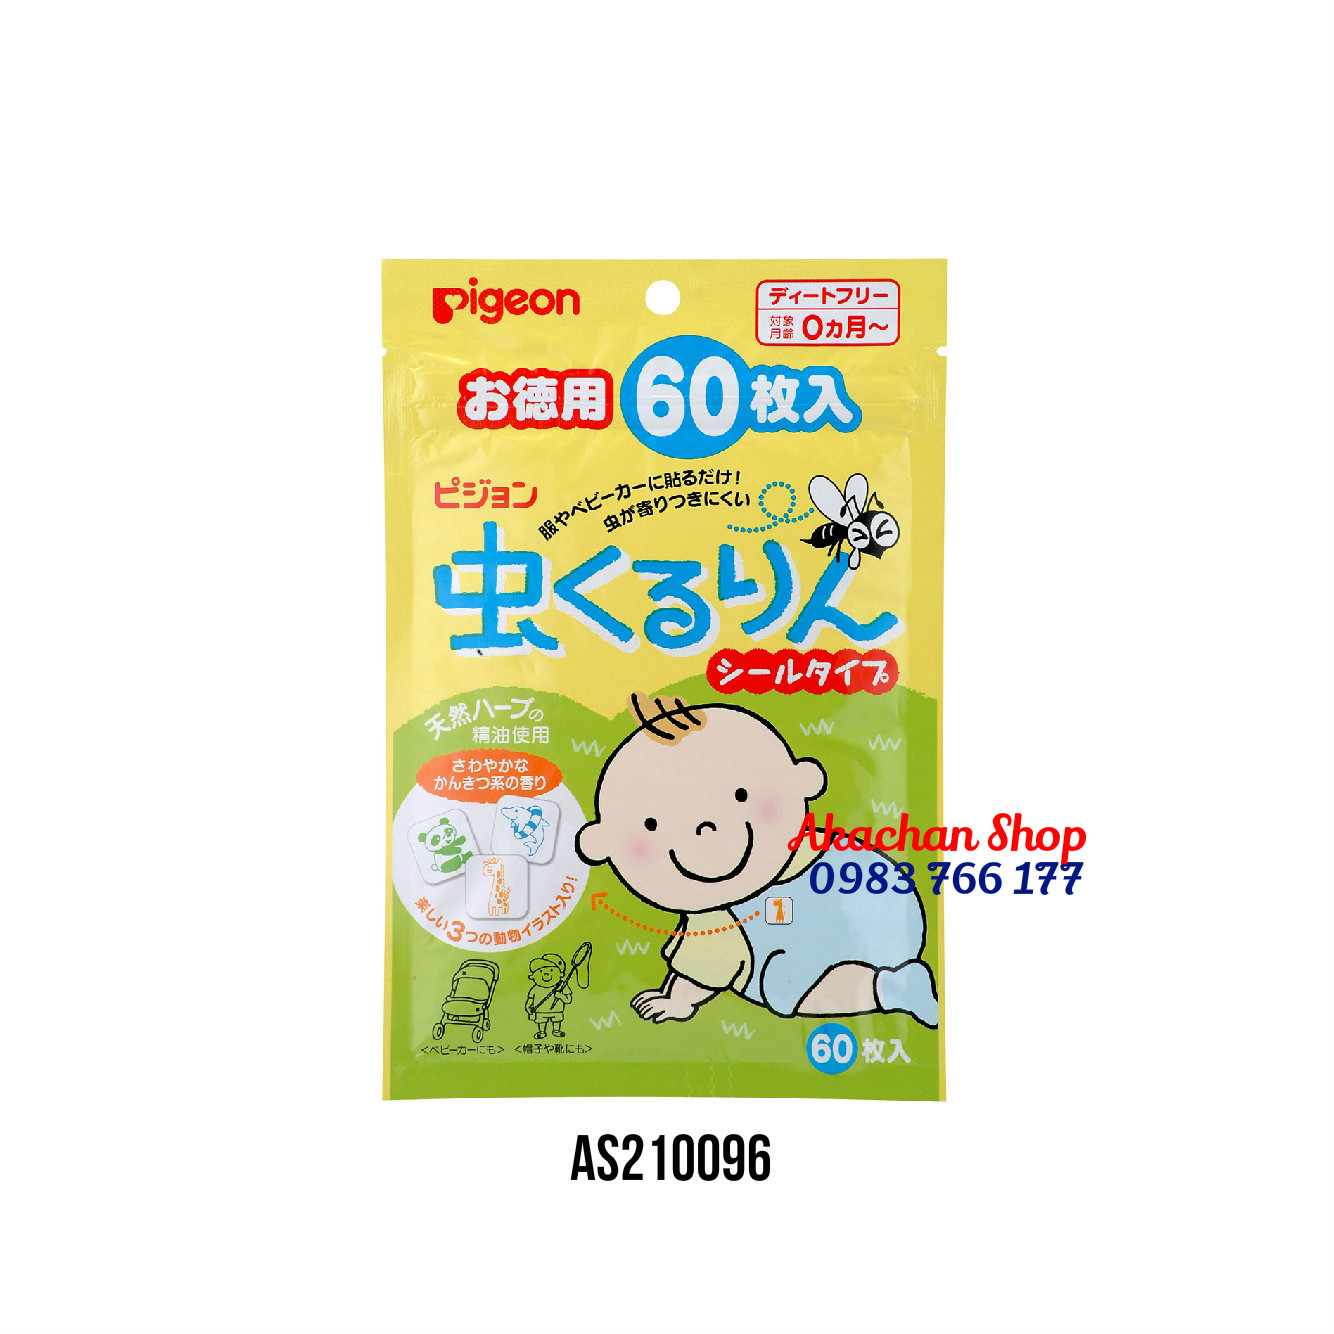 pigeon
ディートフリー
対象月齢 0ヵ月～
お徳用 60枚入
服やベビーカーに貼るだけ！
虫が寄りつきにくい
ピジョン
虫くるりん
シールタイプ
天然ハーブの
精油使用
さわやかな
かんきつ系の香り
楽しい3つの動物イラスト入り！
Akachan Shop
0983 766 177
<ベビーカーにも> <帽子や靴にも>
60枚入
AS210096